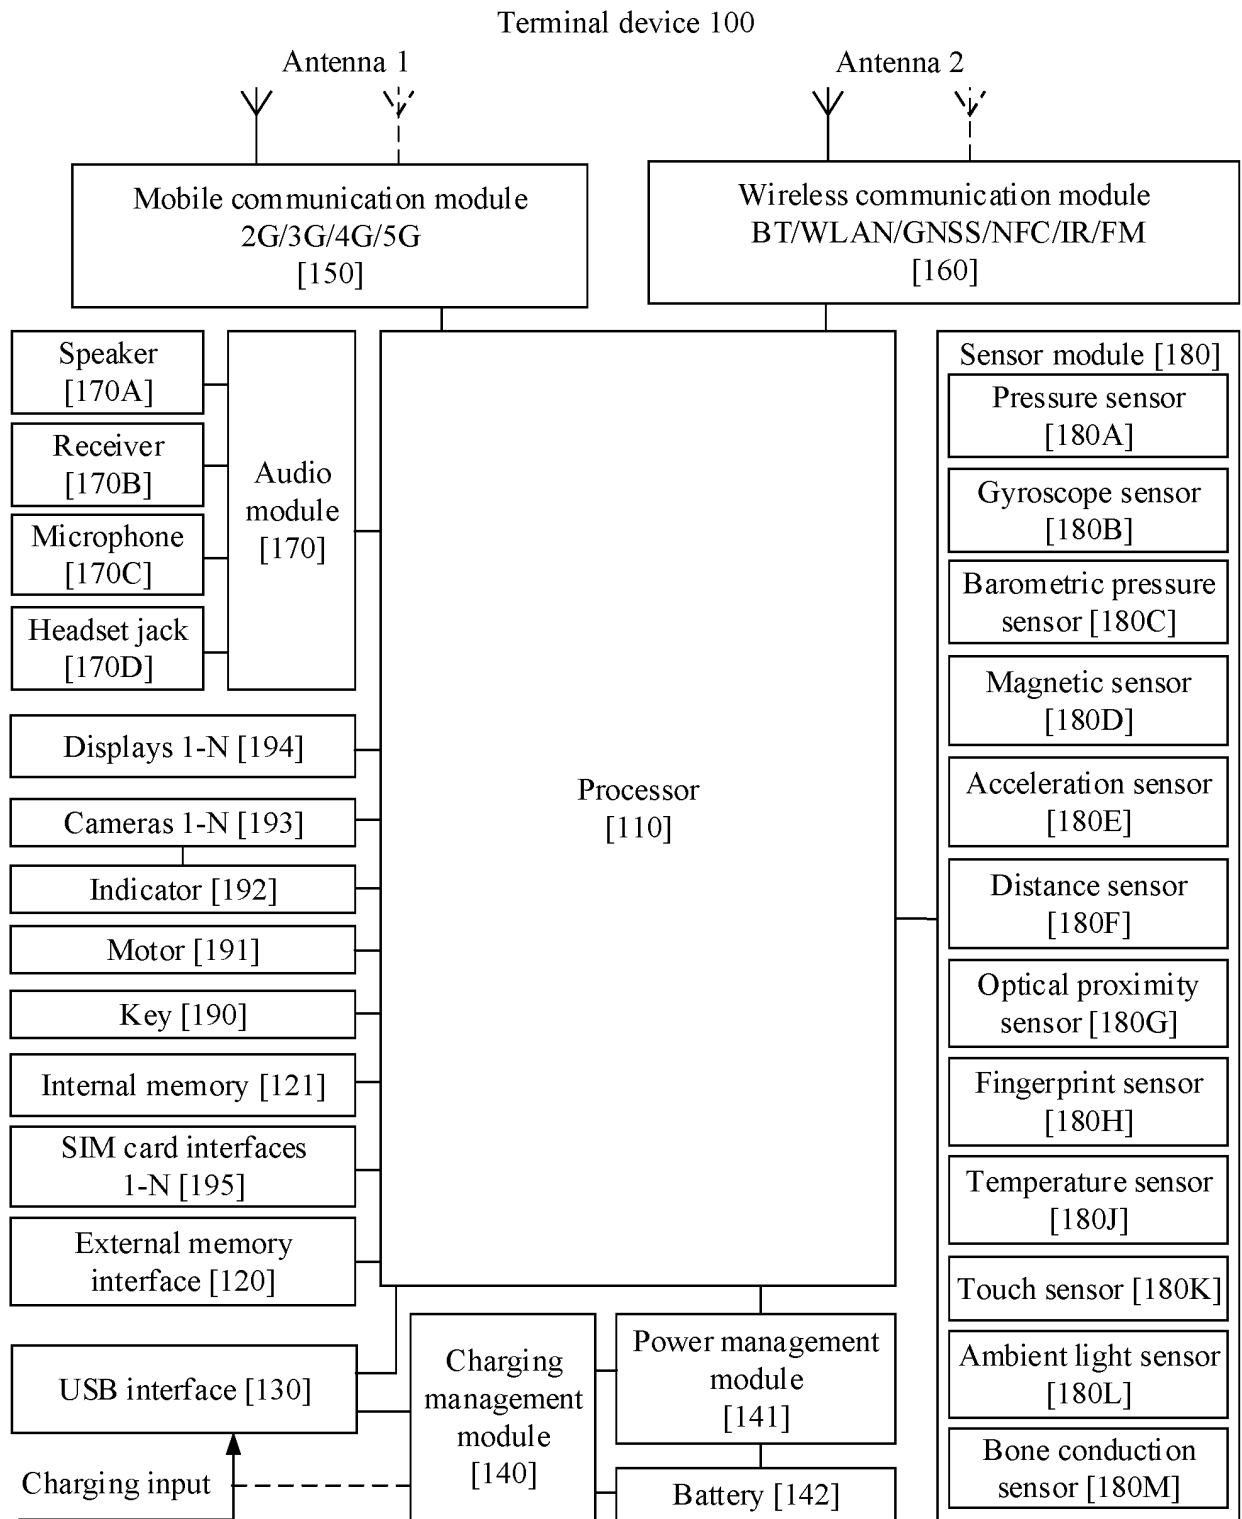 Terminal device 100
Antenna 1
Antenna 2
Mobile communication module
2G/3G/4G/5G
[150]
Wireless communication module
BT/WLAN/GNSS/NFC/IR/FM
[160]
Speaker
[170A]
Receiver
[170B]
Microphone
[170C]
Headset jack
[170D]
Audio
module
[170]
Displays 1-N [194]
Cameras 1-N [193]
Indicator [192]
Motor [191]
Key [190]
Internal memory [121]
SIM card interfaces
1-N [195]
External memory
interface [120]
USB interface [130]
Charging input
Processor
[110]
Charging
management
module
[140]
Power management
module
[141]
Battery [142]
Sensor module [180]
Pressure sensor
[180A]
Gyroscope sensor
[180B]
Barometric pressure
sensor [180C]
Magnetic sensor
[180D]
Acceleration sensor
[180E]
Distance sensor
[180F]
Optical proximity
sensor [180G]
Fingerprint sensor
[180H]
Temperature sensor
[180J]
Touch sensor [180K]
Ambient light sensor
[180L]
Bone conduction
sensor [180M]